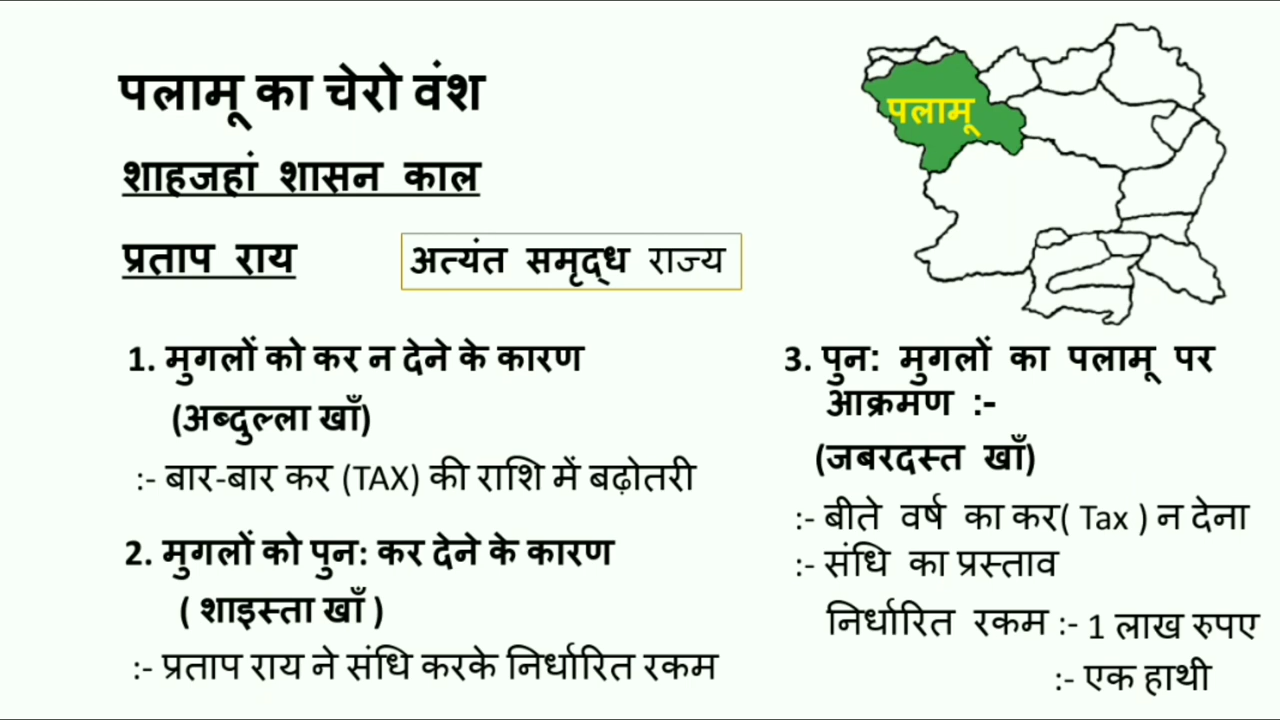 पलामू का चेरो वंश
शाहजहां शासन काल
प्रताप राय
अत्यंत समृद्ध राज्य
पलामू
1. मुगलों को कर न देने के कारण
(अब्दुल्ला खाँ)
:- बार-बार कर (TAX) की राशि में बढ़ोतरी
2. मुगलों को पुन: कर देने के कारण
( शाइस्ता खाँ )
:- प्रताप राय ने संधि करके निर्धारित रकम
3. पुन: मुगलों का पलामू पर
आक्रमण :-
(जबरदस्त खाँ)
:- बीते वर्ष का कर( Tax ) न देना
:- संधि का प्रस्ताव
निर्धारित रकम :- 1 लाख रुपए
:- एक हाथी